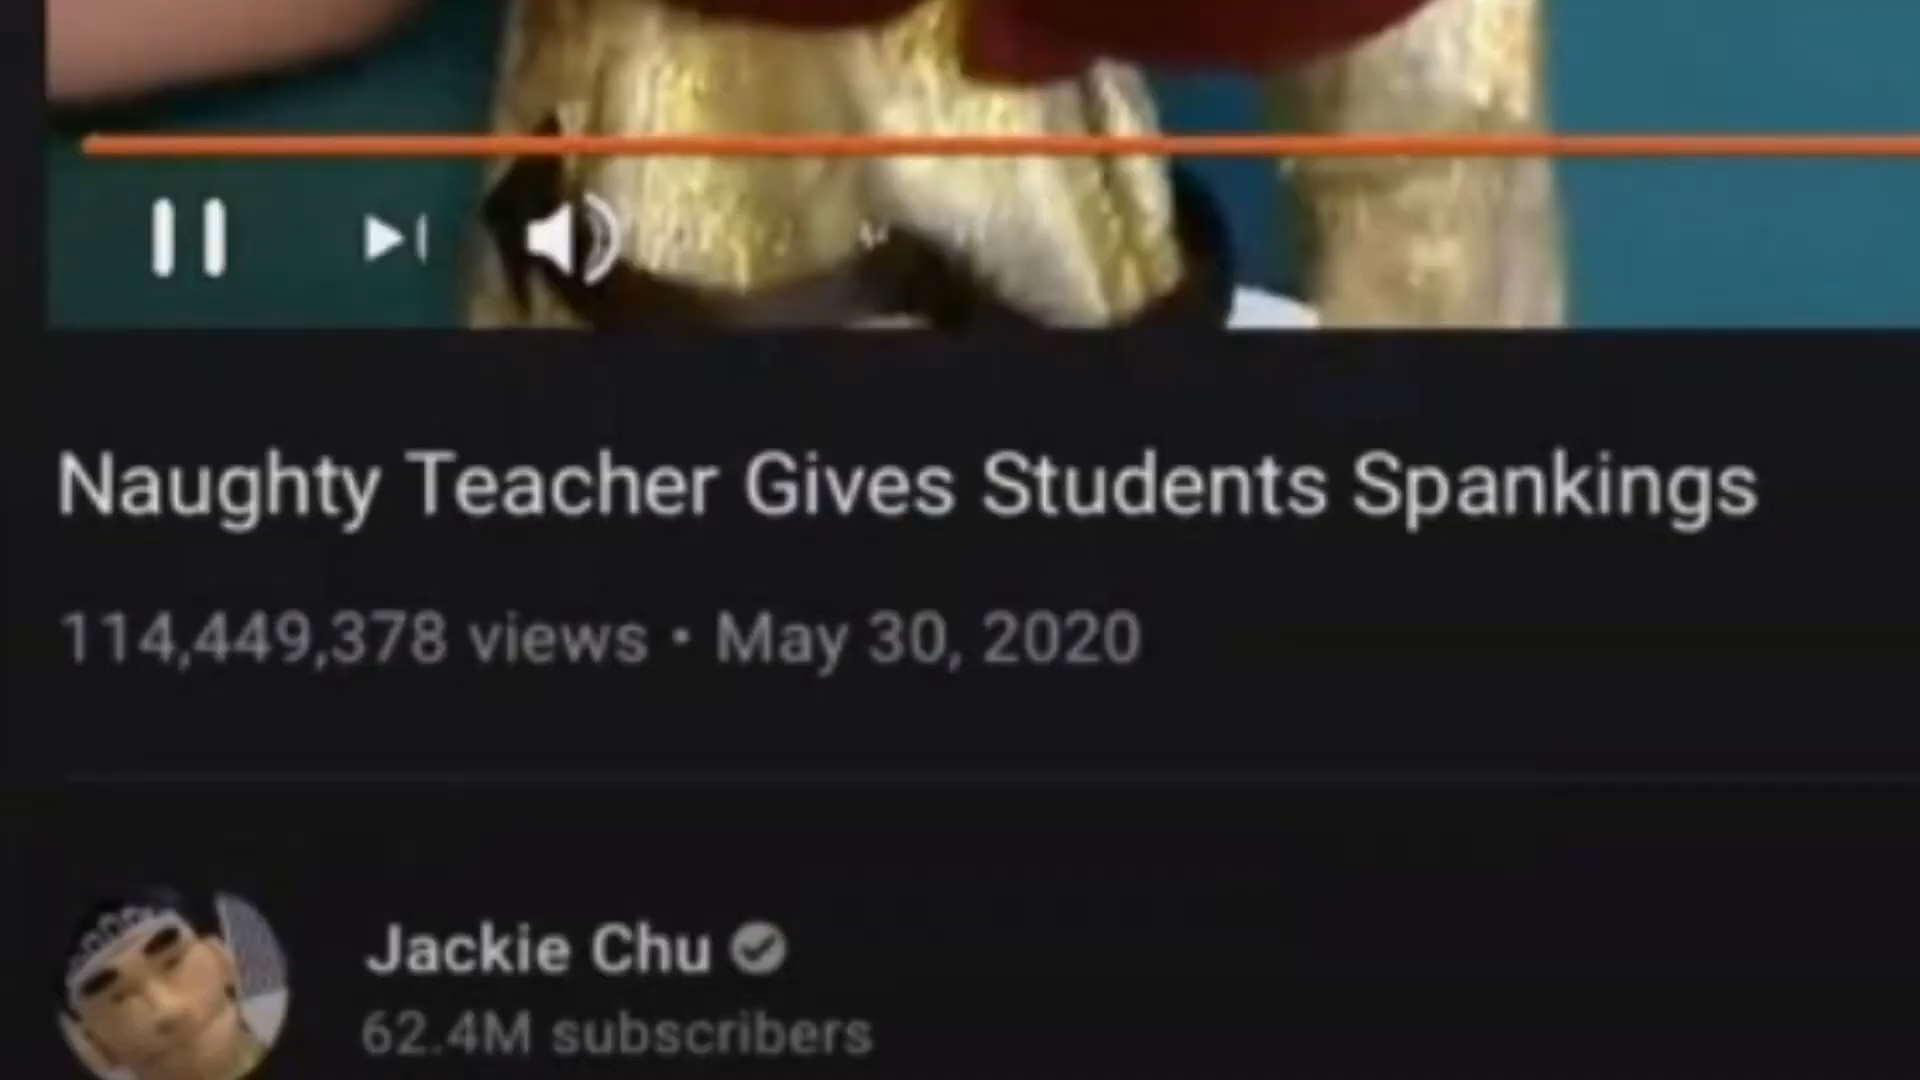 Naughty Teacher Gives Students Spankings
114,449,378 views • May 30, 2020
Jackie Chu
62.4M subscribers